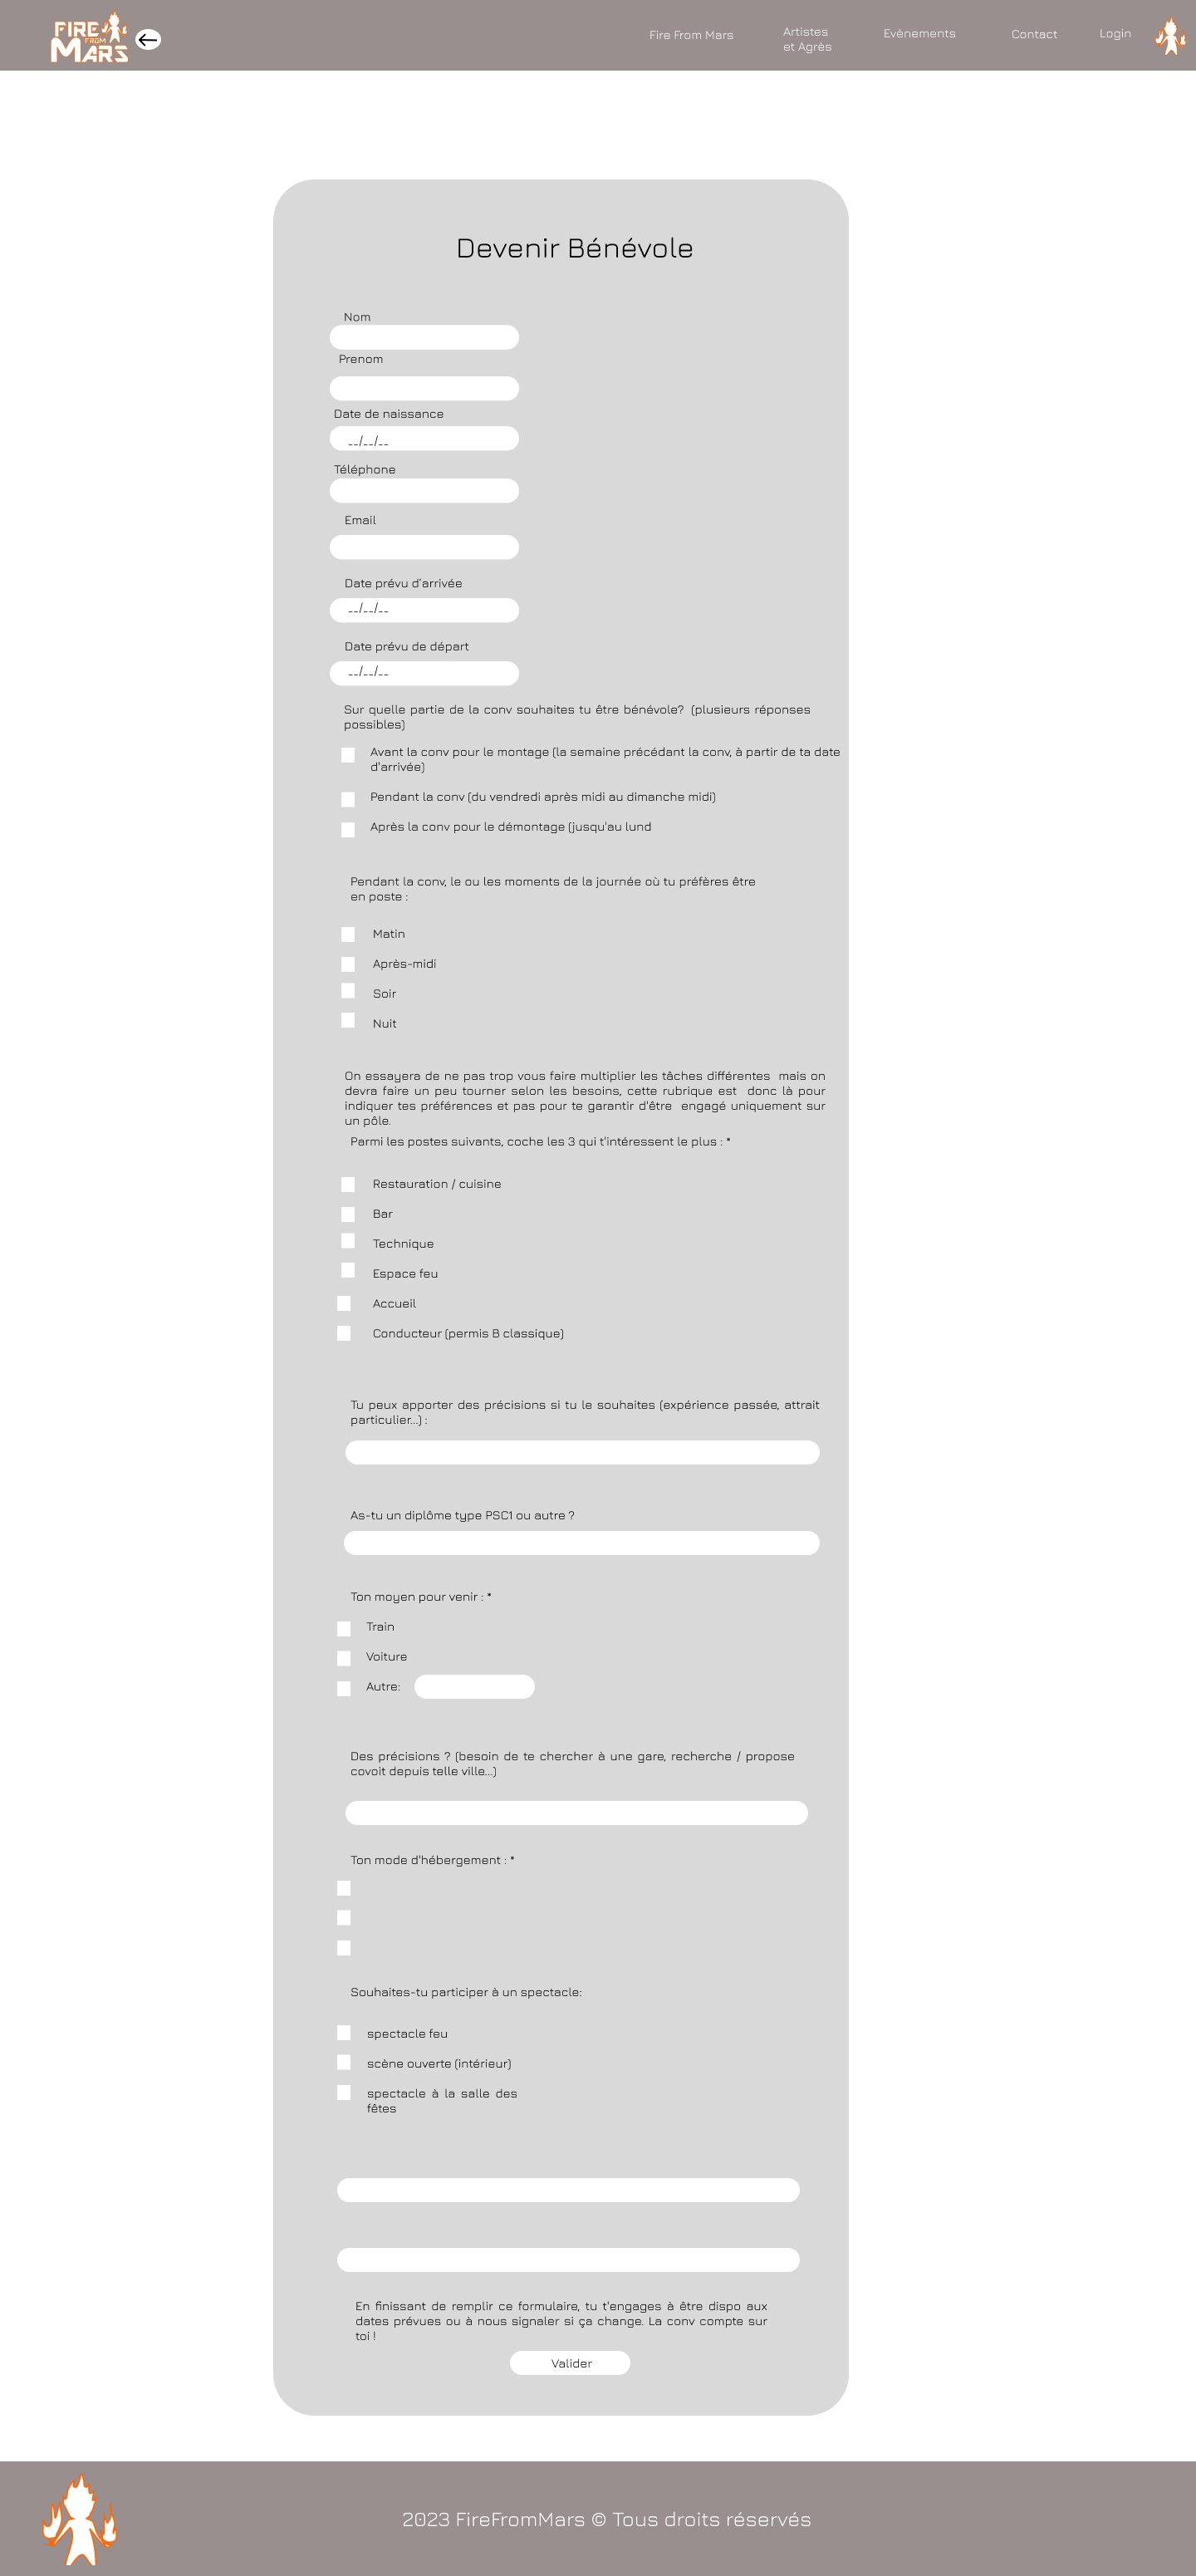 FIRE
FROM
MARS
Fire From Mars
Artistes
et Agrès
Evènements
Contact
Login
Devenir Bénévole
Nom
Prenom
Date de naissance
--/--/--
Téléphone
Email
Date prévu d'arrivée
--/--/--
Date prévu de départ
--/--/--
Sur quelle partie de la conv souhaites tu être bénévole? (plusieurs réponses
possibles)
Avant la conv pour le montage (la semaine précédant la conv, à partir de ta date
d'arrivée)
Pendant la conv (du vendredi après midi au dimanche midi)
Après la conv pour le démontage (jusqu'au lund
Pendant la conv, le ou les moments de la journée où tu préfères être
en poste :
Matin
Après-midi
Soir
Nuit
On essayera de ne pas trop vous faire multiplier les tâches différentes mais on
devra faire un peu tourner selon les besoins, cette rubrique est donc là pour
indiquer tes préférences et pas pour te garantir d'être engagé uniquement sur
un pôle.
Parmi les postes suivants, coche les 3 qui t'intéressent le plus : *
Restauration / cuisine
Bar
Technique
Espace feu
Accueil
Conducteur (permis B classique)
Tu peux apporter des précisions si tu le souhaites (expérience passée, attrait
particulier...) :
As-tu un diplôme type PSC1 ou autre ?
Ton moyen pour venir : *
Train
Voiture
Autre:
Des précisions ? (besoin de te chercher à une gare, recherche / propose
covoit depuis telle ville...)
Ton mode d'hébergement : *
Souhaites-tu participer à un spectacle:
spectacle feu
scène ouverte (intérieur)
spectacle à la salle des
fêtes
En finissant de remplir ce formulaire, tu t'engages à être dispo aux
dates prévues ou à nous signaler si ça change. La conv compte sur
toi !
Valider
2023 FireFromMars © Tous droits réservés